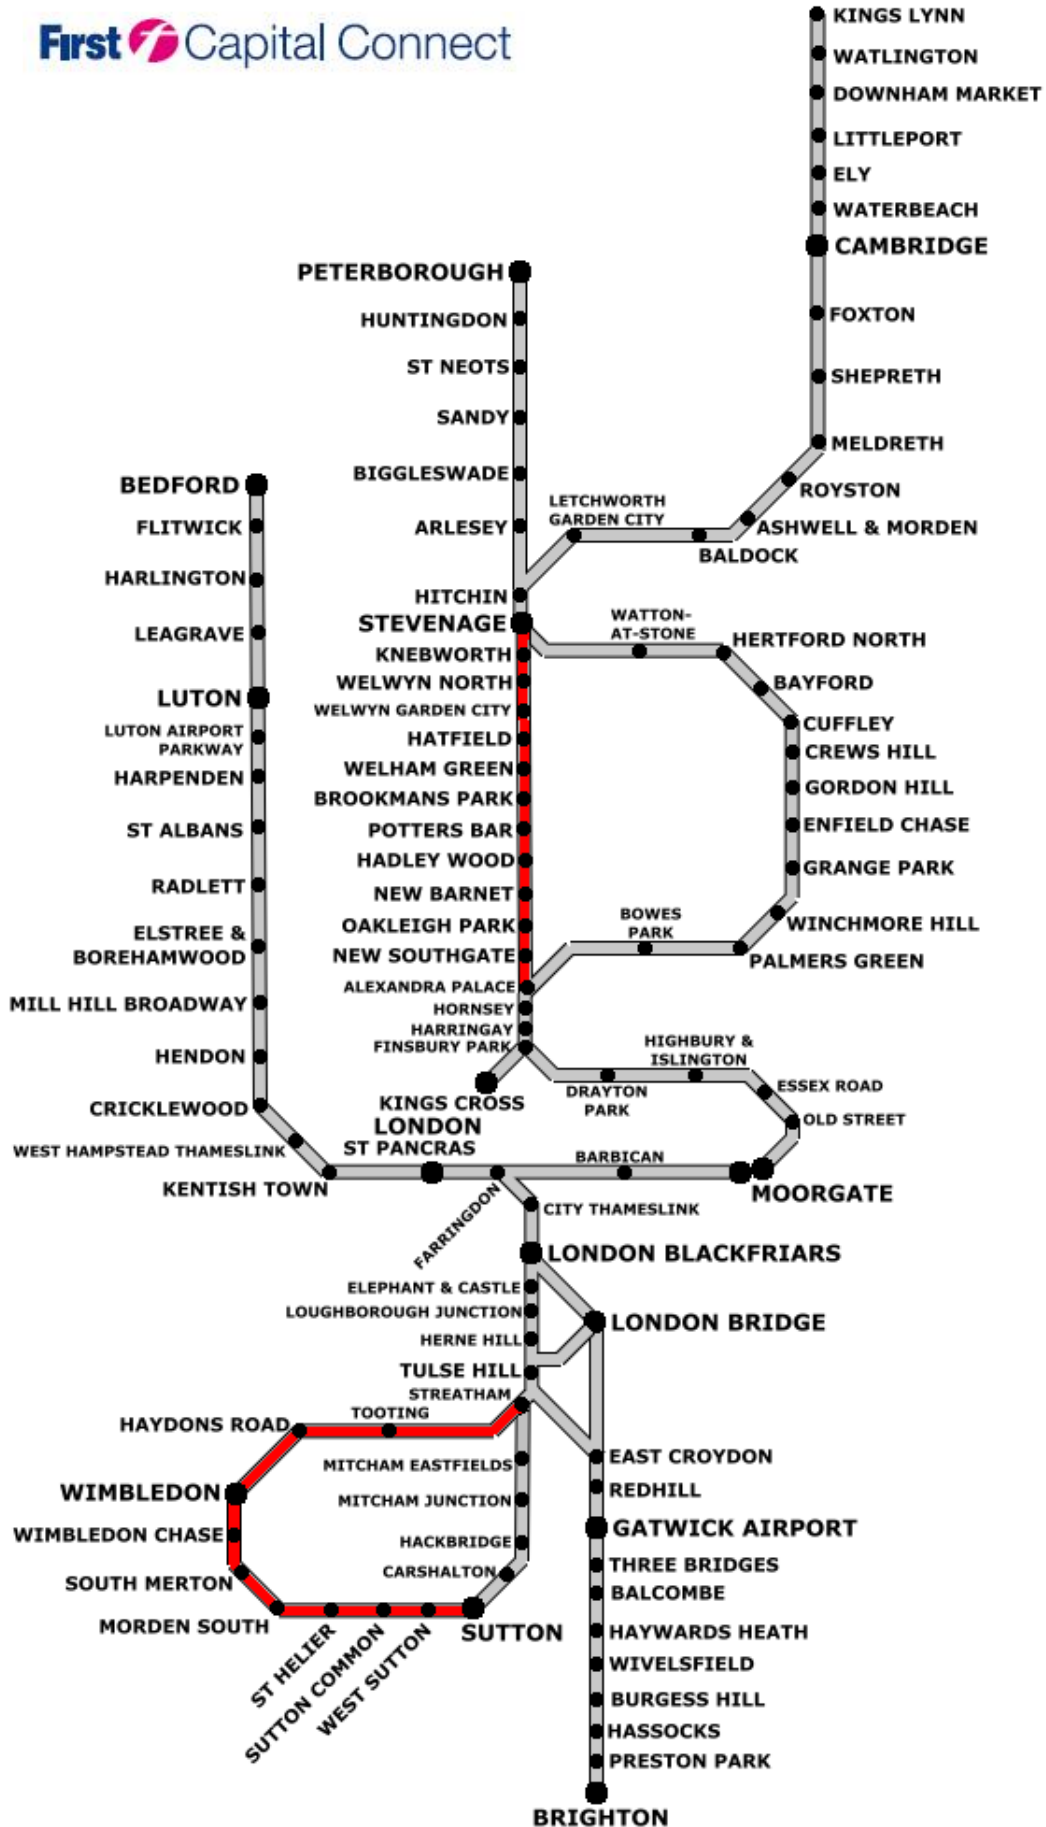 First Capital Connect
KINGS LYNN
WATLINGTON
DOWNHAM MARKET
LITTLEPORT
ELY
WATERBEACH
CAMBRIDGE
FOXTON
SHEPRETH
MELDRETH
ROYSTON
ASHWELL & MORDEN
BALDOCK
LETCHWORTH
GARDEN CITY
PETERBOROUGH
HUNTINGDON
ST NEOTS
SANDY
BIGGLESWADE
ARLESEY
HITCHIN
STEVENAGE
KNEBWORTH
WELWYN NORTH
WELWYN GARDEN CITY
HATFIELD
WELHAM GREEN
BROOKMANS PARK
POTTERS BAR
HADLEY WOOD
NEW BARNET
OAKLEIGH PARK
NEW SOUTHGATE
ALEXANDRA PALACE
HORNSEY
HARRINGAY
FINSBURY PARK
KINGS CROSS
LONDON
ST PANCRAS
WATTON-
AT-STONE
HERTFORD NORTH
BAYFORD
CUFFLEY
CREWS HILL
GORDON HILL
ENFIELD CHASE
GRANGE PARK
WINCHMORE HILL
PALMERS GREEN
BOWES
PARK
HIGHBURY &
ISLINGTON
DRAYTON
PARK
ESSEX ROAD
OLD STREET
MOORGATE
BARBICAN
BEDFORD
FLITWICK
HARLINGTON
LEAGRAVE
LUTON
LUTON AIRPORT
PARKWAY
HARPENDEN
ST ALBANS
RADLETT
ELSTREE &
BOREHAMWOOD
MILL HILL BROADWAY
HENDON
CRICKLEWOOD
WEST HAMPSTEAD THAMESLINK
KENTISH TOWN
FARRINGDON
CITY THAMESLINK
LONDON BLACKFRIARS
ELEPHANT & CASTLE
LOUGHBOROUGH JUNCTION
HERNE HILL
TULSE HILL
STREATHAM
LONDON BRIDGE
TOOTING
HAYDONS ROAD
WIMBLEDON
WIMBLEDON CHASE
SOUTH MERTON
MORDEN SOUTH
ST HELIER
SUTTON COMMON
WEST SUTTON
SUTTON
MITCHAM EASTFIELDS
MITCHAM JUNCTION
HACKBRIDGE
CARSHALTON
EAST CROYDON
REDHILL
GATWICK AIRPORT
THREE BRIDGES
BALCOMBE
HAYWARDS HEATH
WIVELSFIELD
BURGESS HILL
HASSOCKS
PRESTON PARK
BRIGHTON